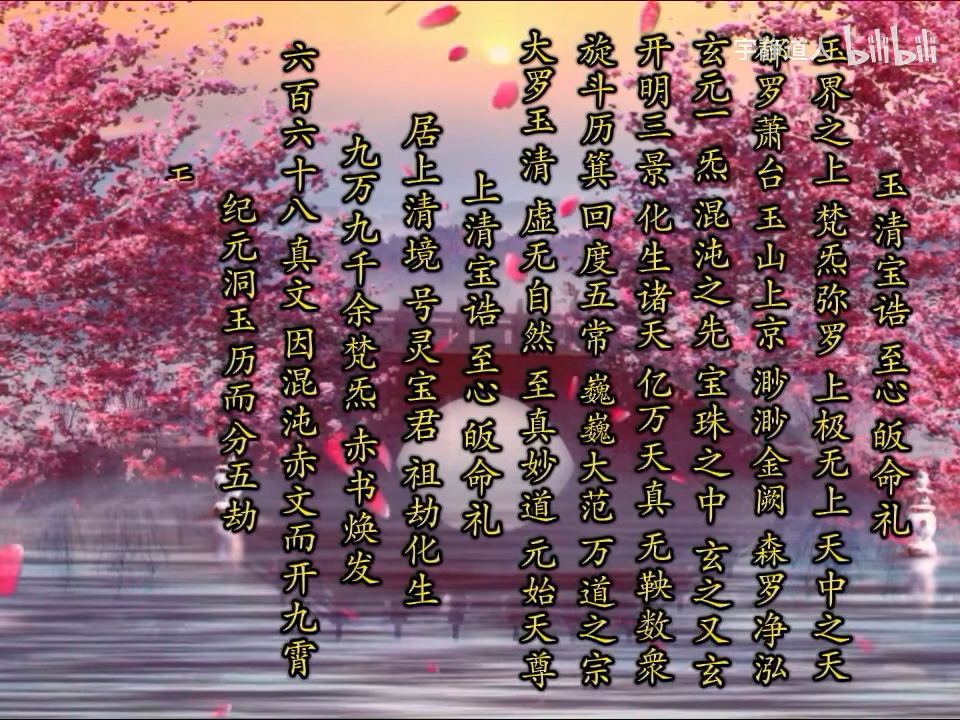 玉清宝诰 至心皈命礼
三界之上 梵炁弥罗 上极无上 天中之天
郁罗萧台 玉山上京 渺渺金阙 森罗净泓
玄元一炁 混沌之先 宝珠之中 玄之又玄
开明三景 化生诸天 亿万天真 无鞅数衆
旋斗历箕 回度五常 巍巍大范 万道之宗
大罗玉清 虚无自然 至真妙道 元始天尊
上清宝诰 至心皈命礼
居上清境 号灵宝君 祖劫化生
九万九千余梵炁 赤书焕发
六百六十八真文 因混沌赤文而开九霄
纪元洞玉历而分五劫
bilibili